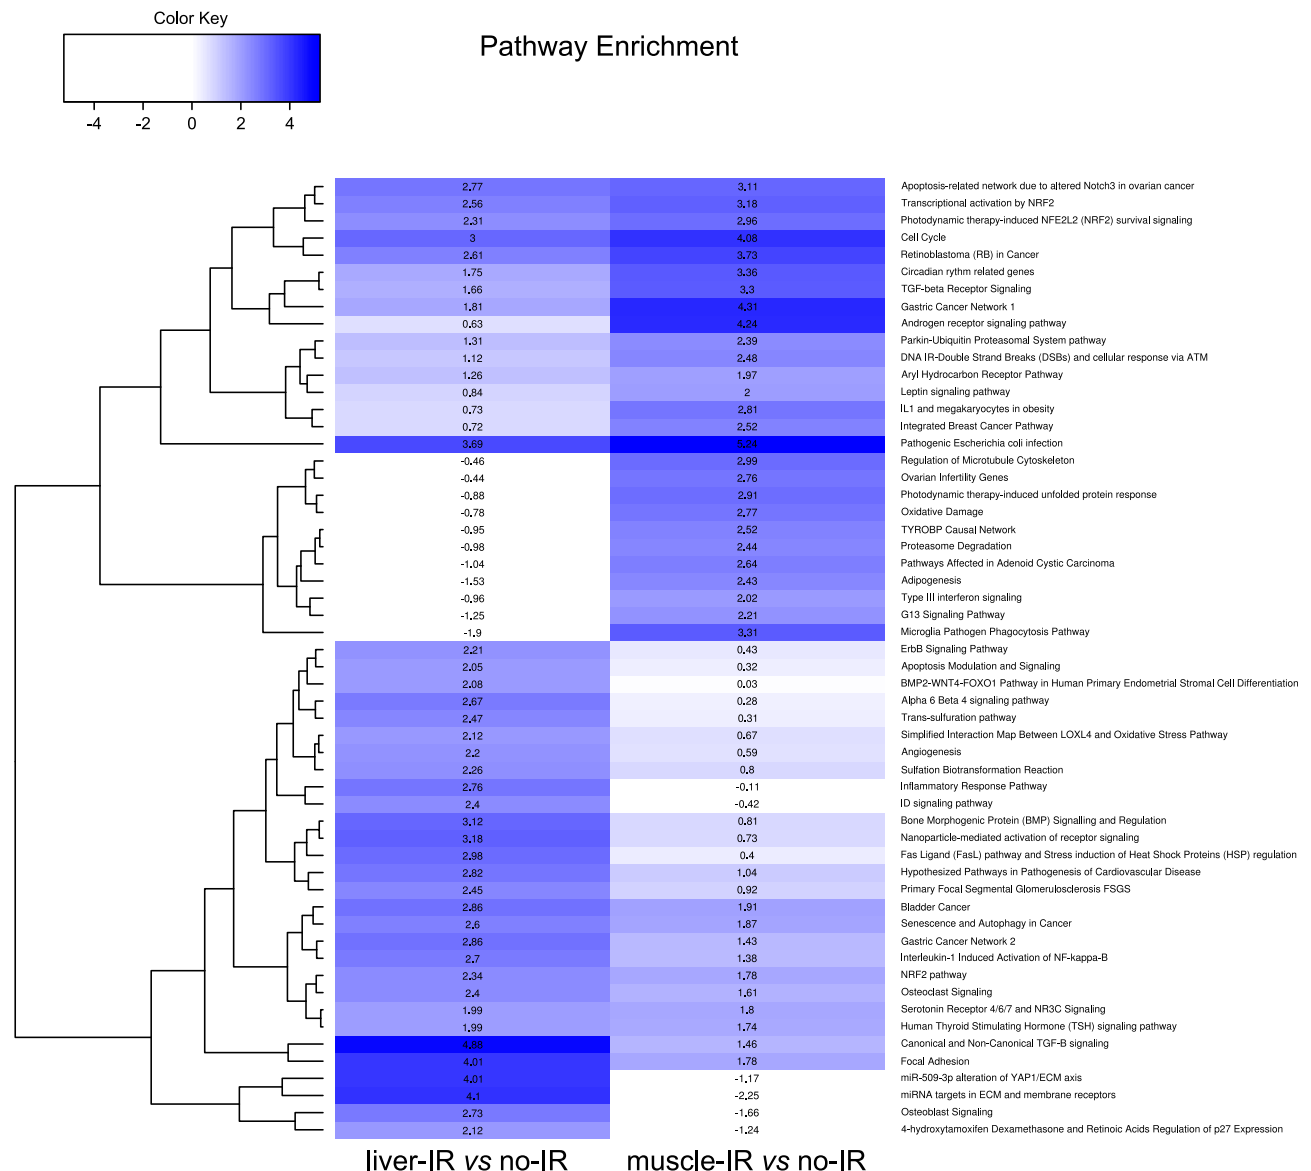 Color Key
Pathway Enrichment
-4 -2 0 2 4
2.77 3.11 Apoptosis-related network due to altered Notch3 in ovarian cancer
2.56 3.18 Transcriptional activation by NRF2
2.31 2.96 Photodynamic therapy-induced NFE2L2 (NRF2) survival signaling
3 4.08 Cell Cycle
2.61 3.73 Retinoblastoma (RB) in Cancer
1.75 3.36 Circadian rythm related genes
1.66 3.3 TGF-beta Receptor Signaling
1.81 4.31 Gastric Cancer Network 1
0.63 4.24 Androgen receptor signaling pathway
1.31 2.39 Parkin-Ubiquitin Proteasomal System pathway
1.12 2.48 DNA IR-Double Strand Breaks (DSBs) and cellular response via ATM
1.26 1.97 Aryl Hydrocarbon Receptor Pathway
0.84 2 Leptin signaling pathway
0.73 2.81 IL1 and megakaryocytes in obesity
0.72 2.52 Integrated Breast Cancer Pathway
3.69 5.24 Pathogenic Escherichia coli infection
-0.46 2.99 Regulation of Microtubule Cytoskeleton
-0.44 2.76 Ovarian Infertility Genes
-0.88 2.91 Photodynamic therapy-induced unfolded protein response
-0.78 2.77 Oxidative Damage
-0.95 2.52 TYROBP Causal Network
-0.98 2.44 Proteasome Degradation
-1.04 2.64 Pathways Affected in Adenoid Cystic Carcinoma
-1.53 2.43 Adipogenesis
-0.96 2.02 Type III interferon signaling
-1.25 2.21 G13 Signaling Pathway
-1.9 3.31 Microglia Pathogen Phagocytosis Pathway
2.21 0.43 ErbB Signaling Pathway
2.05 0.32 Apoptosis Modulation and Signaling
2.08 0.03 BMP2-WNT4-FOXO1 Pathway in Human Primary Endometrial Stromal Cell Differentiation
2.67 0.28 Alpha 6 Beta 4 signaling pathway
2.47 0.31 Trans-sulfuration pathway
2.12 0.67 Simplified Interaction Map Between LOXL4 and Oxidative Stress Pathway
2.2 0.59 Angiogenesis
2.26 0.8 Sulfation Biotransformation Reaction
2.76 -0.11 Inflammatory Response Pathway
2.4 -0.42 ID signaling pathway
3.12 0.81 Bone Morphogenic Protein (BMP) Signalling and Regulation
3.18 0.73 Nanoparticle-mediated activation of receptor signaling
2.98 0.4 Fas Ligand (FasL) pathway and Stress induction of Heat Shock Proteins (HSP) regulation
2.82 1.04 Hypothesized Pathways in Pathogenesis of Cardiovascular Disease
2.45 0.92 Primary Focal Segmental Glomerulosclerosis FSGS
2.86 1.91 Bladder Cancer
2.6 1.87 Senescence and Autophagy in Cancer
2.86 1.43 Gastric Cancer Network 2
2.7 1.38 Interleukin-1 Induced Activation of NF-kappa-B
2.34 1.78 NRF2 pathway
2.4 1.61 Osteoclast Signaling
1.99 1.8 Serotonin Receptor 4/6/7 and NR3C Signaling
1.99 1.74 Human Thyroid Stimulating Hormone (TSH) signaling pathway
4.88 1.46 Canonical and Non-Canonical TGF-B signaling
4.01 1.78 Focal Adhesion
4.01 -1.17 miR-509-3p alteration of YAP1/ECM axis
4.1 -2.25 miRNA targets in ECM and membrane receptors
2.73 -1.66 Osteoblast Signaling
2.12 -1.24 4-hydroxytamoxifen Dexamethasone and Retinoic Acids Regulation of p27 Expression
liver-IR vs no-IR muscle-IR vs no-IR